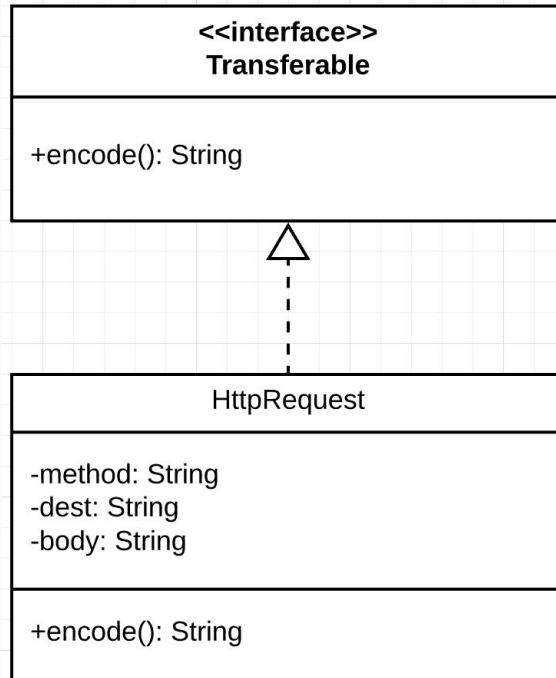 <<interface>>
Transferable
+encode(): String
HttpRequest
-method: String
-dest: String
-body: String
+encode(): String